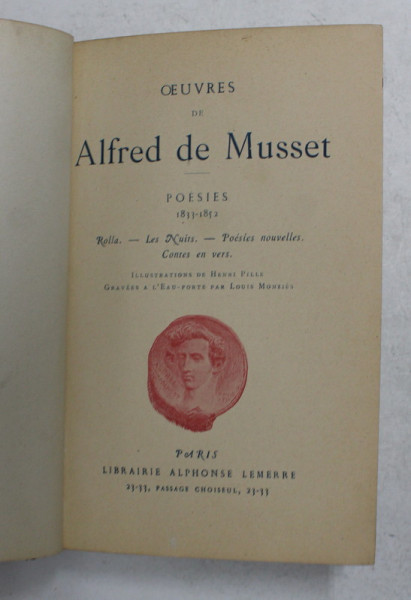 ŒUVRES
DE
Alfred de Musset
POÉSIES
1833-1852
Rolla. — Les Nuits. — Poésies nouvelles.
Contes en vers.
ILLUSTRATIONS DE HENRI PILLE
GRAVÉES A L'EAU-FORTE PAR LOUIS MONZIÈS
PARIS
LIBRAIRIE ALPHONSE LEMERRE
23-33, PASSAGE CHOISEUL, 23-33